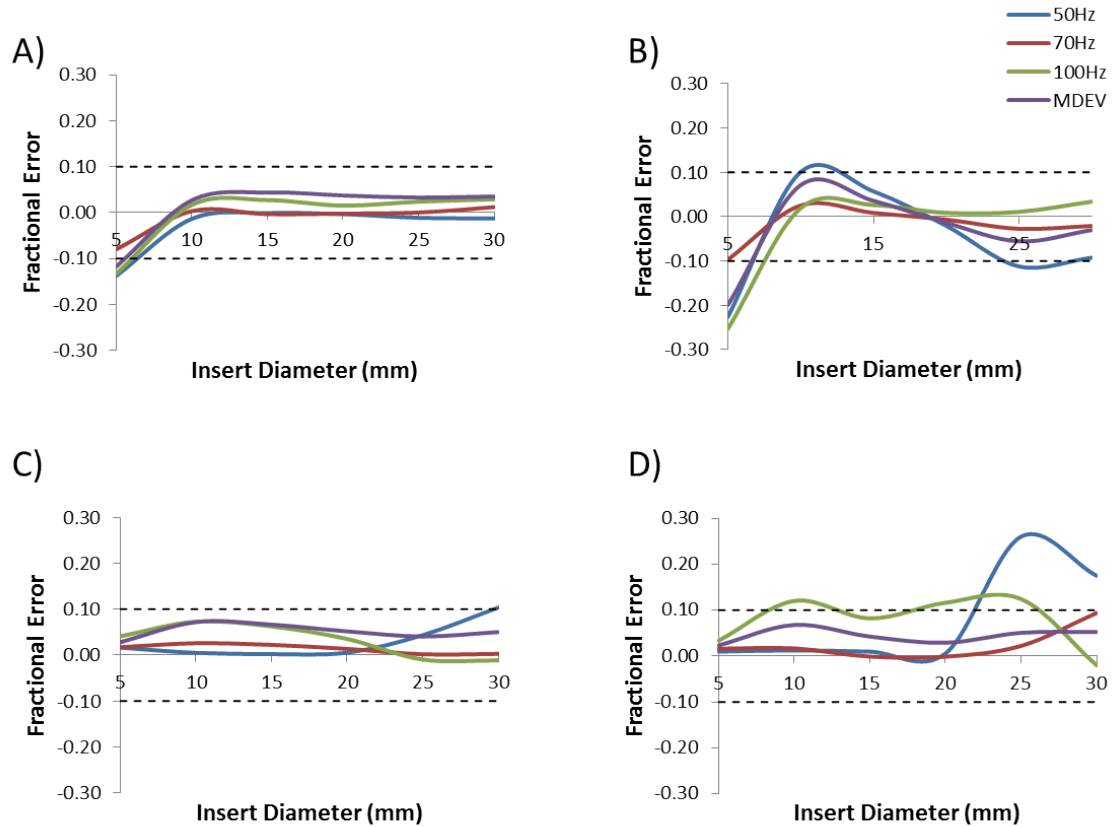 A)
0.30
0.20
0.10
0.00
-0.10
-0.20
-0.30
5 10 15 20 25 30
Fractional Error
Insert Diameter (mm)
B)
50Hz
70Hz
100Hz
MDEV
0.30
0.20
0.10
0.00
-0.10
-0.20
-0.30
5 15 25
Fractional Error
Insert Diameter (mm)
C)
0.30
0.20
0.10
0.00
-0.10
-0.20
-0.30
5 10 15 20 25 30
Fractional Error
Insert Diameter (mm)
D)
0.30
0.20
0.10
0.00
-0.10
-0.20
-0.30
5 10 15 20 25 30
Fractional Error
Insert Diameter (mm)